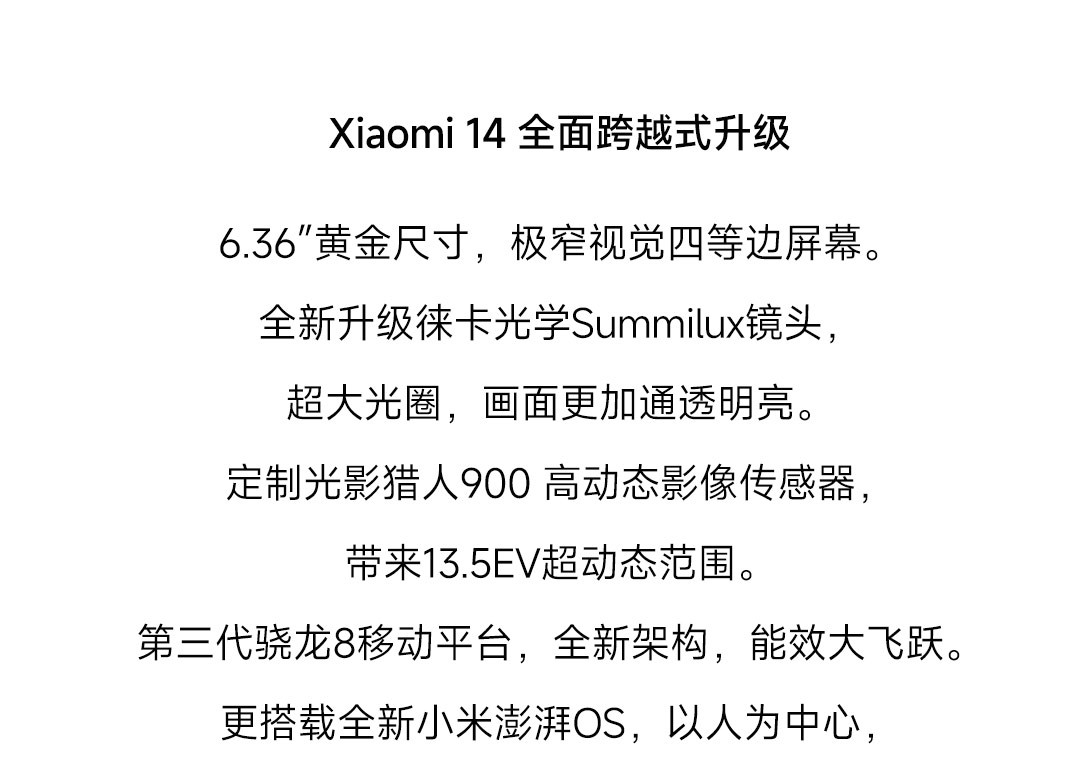 Xiaomi 14 全面跨越式升级
6.36″黄金尺寸，极窄视觉四等边屏幕。
全新升级徕卡光学Summilux镜头，
超大光圈，画面更加通透明亮。
定制光影猎人900 高动态影像传感器，
带来13.5EV超动态范围。
第三代骁龙8移动平台，全新架构，能效大飞跃。
更搭载全新小米澎湃OS，以人为中心，